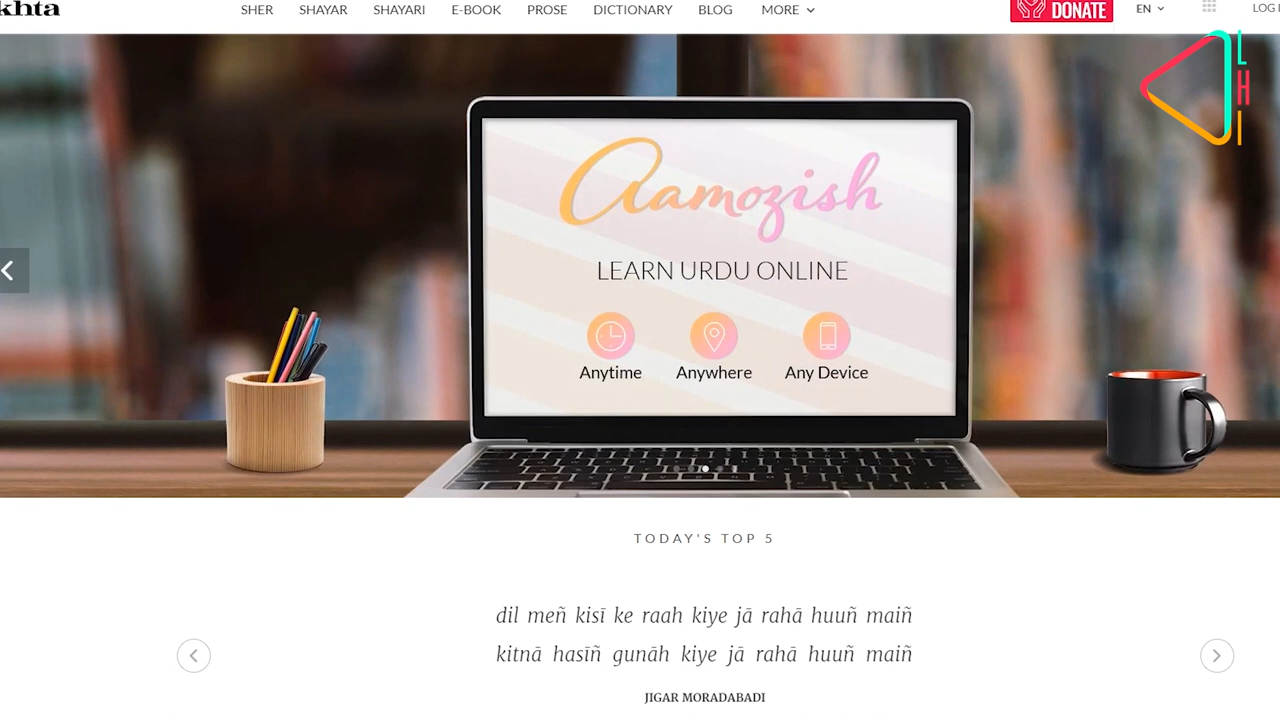 khta
SHER SHAYAR SHAYARI E-BOOK PROSE DICTIONARY BLOG MORE
DONATE
EN
LOG
LHI
Aamozish
LEARN URDU ONLINE
Anytime Anywhere Any Device
TODAY'S TOP 5
dil meñ kisī ke raah kiye jā rahā huuñ maiñ
kitnā hasīñ gunāh kiye jā rahā huuñ maiñ
JIGAR MORADABADI